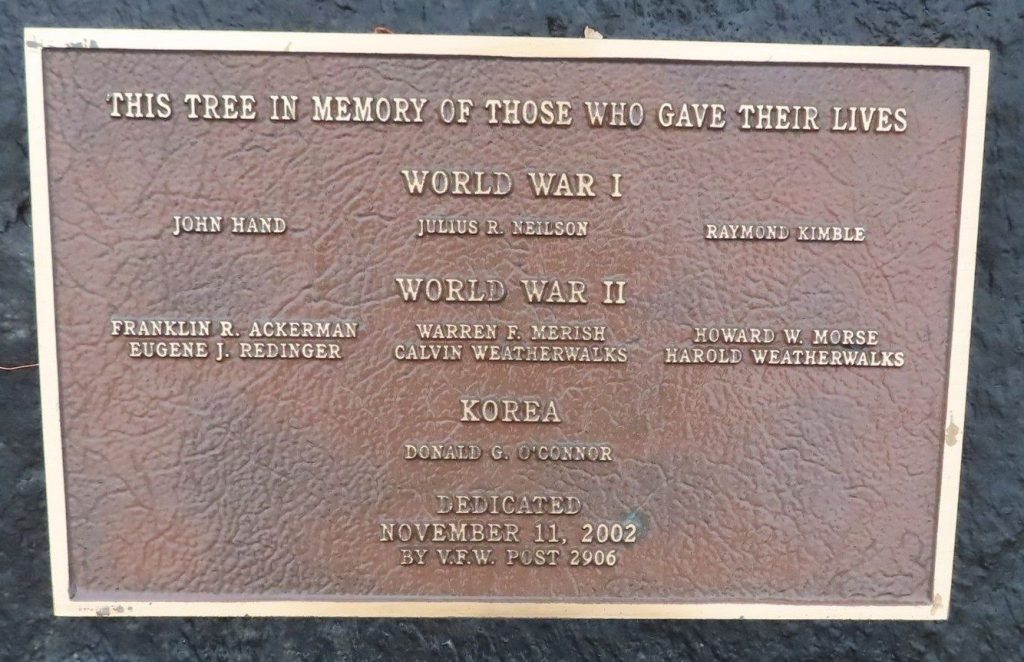 THIS TREE IN MEMORY OF THOSE WHO GAVE THEIR LIVES
WORLD WAR I
JOHN HAND JULIUS R. NEILSON RAYMOND KIMBLE
WORLD WAR II
FRANKLIN R. ACKERMAN WARREN F. MERISH HOWARD W. MORSE
EUGENE J. REDINGER CALVIN WEATHERWALKS HAROLD WEATHERWALKS
KOREA
DONALD G. O'CONNOR
DEDICATED
NOVEMBER 11, 2002
BY V.F.W. POST 2906